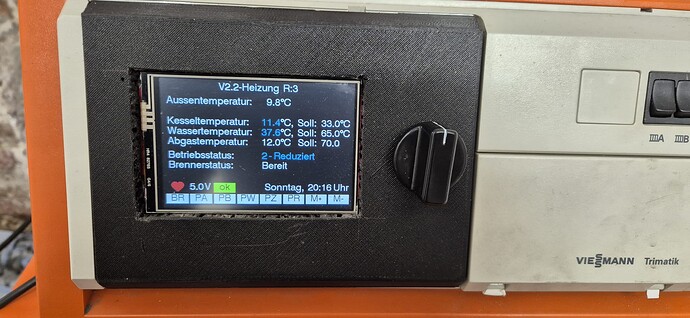 V2.2-Heizung R:3
Aussentemperatur: 9.8°C
Kesseltemperatur: 11.4°C, Soll: 33.0°C
Wassertemperatur: 37.6°C, Soll: 65.0°C
Abgastemperatur: 12.0°C Soll: 70.0
Betriebsstatus: 2 - Reduziert
Brennerstatus: Bereit
5.0V ok Sonntag, 20:16 Uhr
BR PA PB PW PZ PR M+ M-
ⅢA ⅢB
VIESSMANN Trimatik